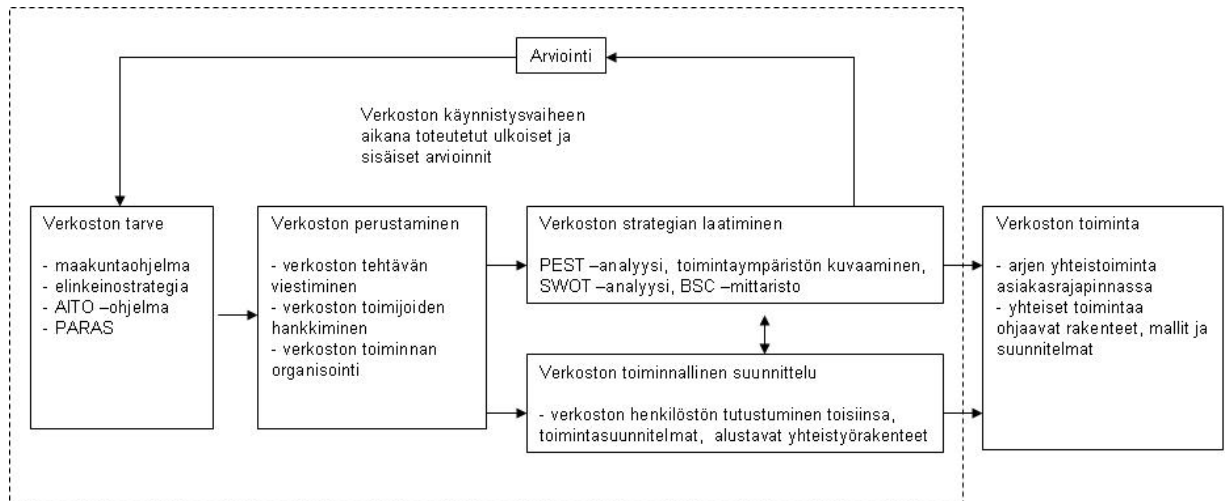 Arviointi
Verkoston käynnistysvaiheen
aikana toteutetut ulkoiset ja
sisäiset arvioinnit
Verkoston tarve
- maakuntaohjelma
- elinkeinostrategia
- AITO –ohjelma
- PARAS
Verkoston perustaminen
- verkoston tehtävän
viestiminen
- verkoston toimijoiden
hankkiminen
- verkoston toiminnan
organisointi
Verkoston strategian laatiminen
PEST –analyysi, toimintaympäristön kuvaaminen,
SWOT –analyysi, BSC –mittaristo
Verkoston toiminnallinen suunnittelu
- verkoston henkilöstön tutustuminen toisiinsa,
toimintasuunnitelmat, alustavat yhteistyörakenteet
Verkoston toiminta
- arjen yhteistoiminta
asiakasrajapinnassa
- yhteiset toimintaa
ohjaavat rakenteet, mallit ja
suunnitelmat